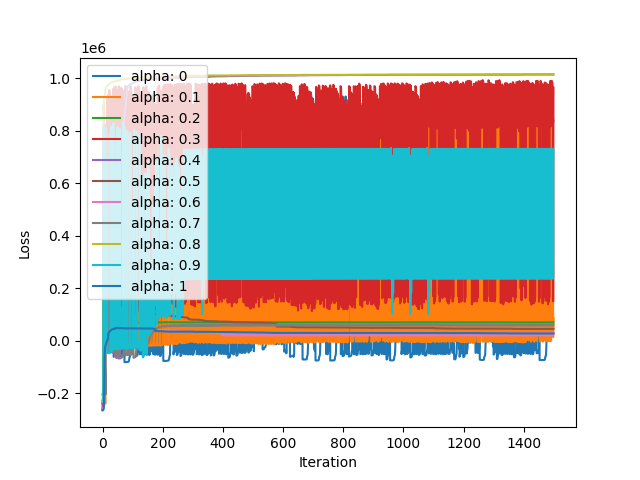 1e6
1.0
0.8
0.6
0.4
0.2
0.0
−0.2
Loss
alpha: 0
alpha: 0.1
alpha: 0.2
alpha: 0.3
alpha: 0.4
alpha: 0.5
alpha: 0.6
alpha: 0.7
alpha: 0.8
alpha: 0.9
alpha: 1
0 200 400 600 800 1000 1200 1400
Iteration